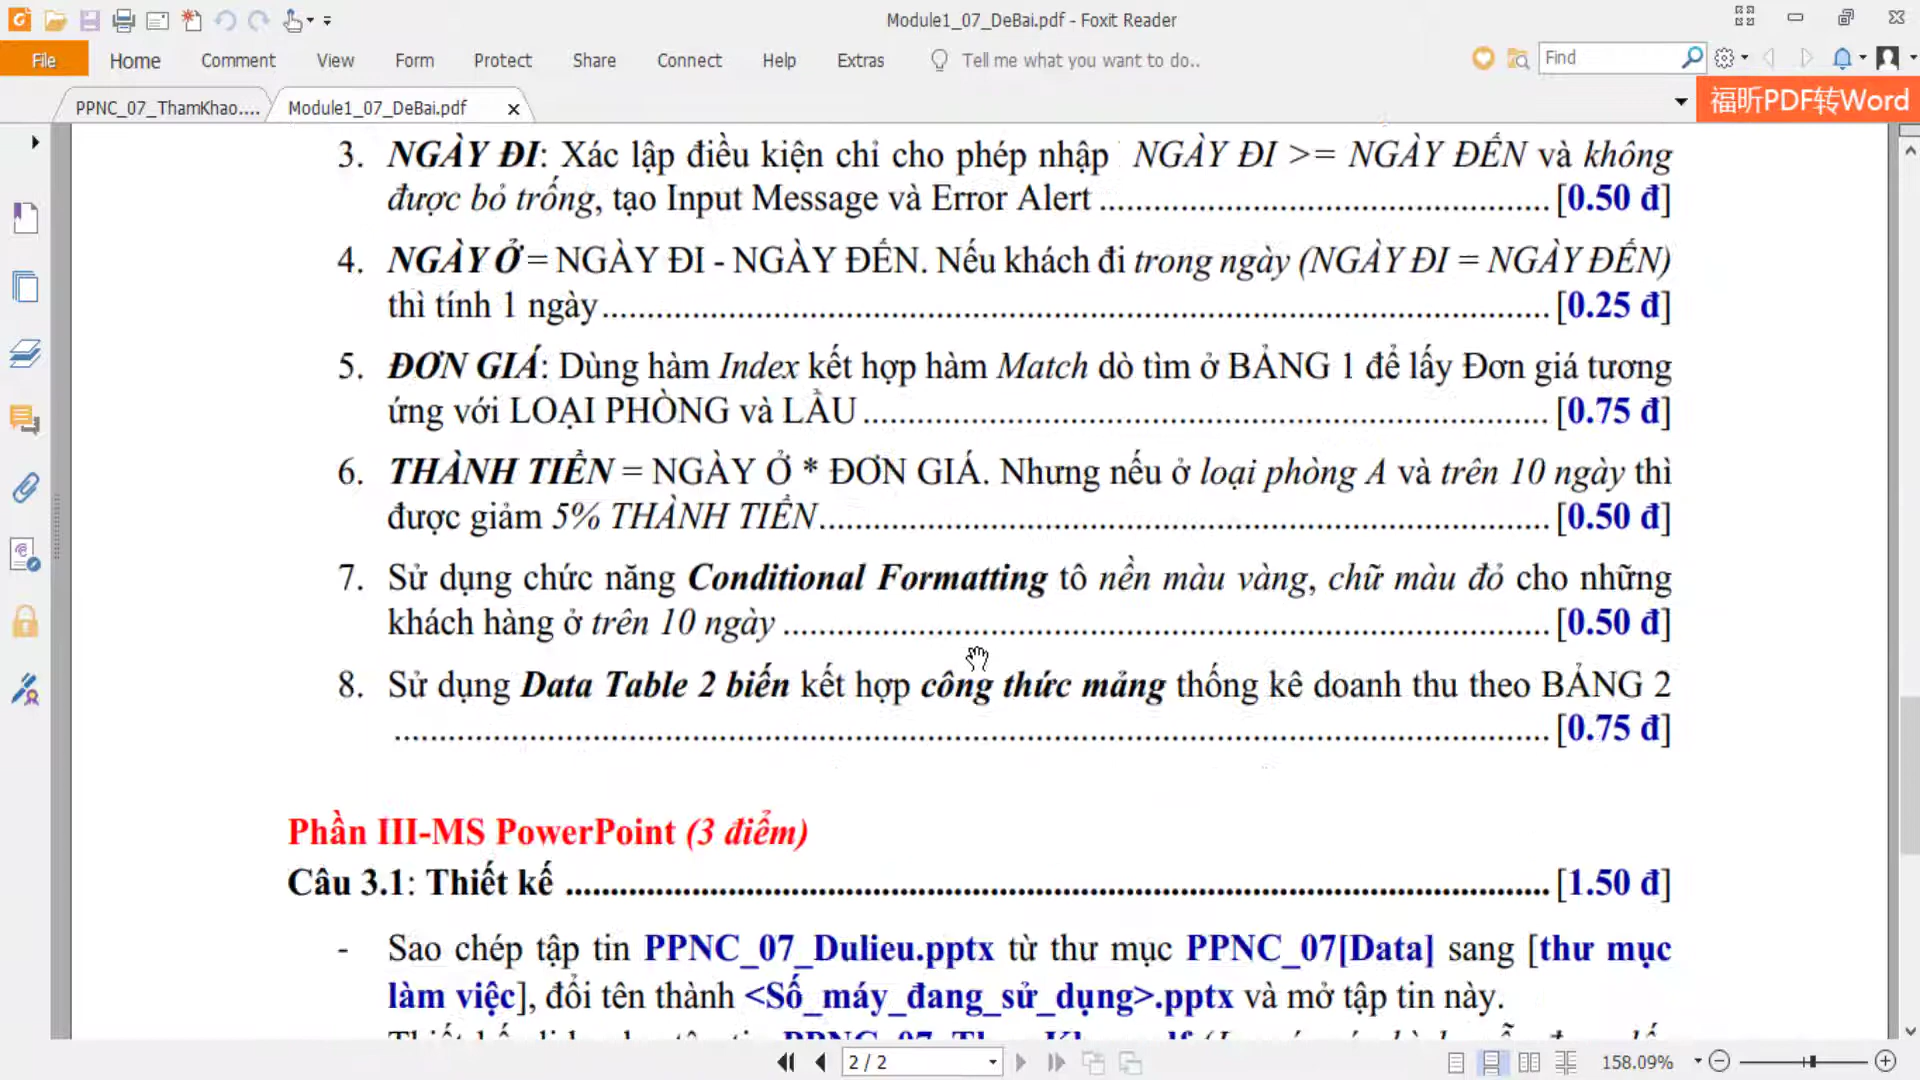 Module1_07_DeBai.pdf - Foxit Reader
File Home Comment View Form Protect Share Connect Help Extras Tell me what you want to do.. Find
PPNC_07_ThamKhao.... Module1_07_DeBai.pdf 福昕PDF转Word
3. NGÀY ĐI: Xác lập điều kiện chỉ cho phép nhập NGÀY ĐI >= NGÀY ĐẾN và không
được bỏ trống, tạo Input Message và Error Alert .................................................. [0.50 đ]
4. NGÀY Ở = NGÀY ĐI - NGÀY ĐẾN. Nếu khách đi trong ngày (NGÀY ĐI = NGÀY ĐẾN)
thì tính 1 ngày .................................................. [0.25 đ]
5. ĐƠN GIÁ: Dùng hàm Index kết hợp hàm Match dò tìm ở BẢNG 1 để lấy Đơn giá tương
ứng với LOẠI PHÒNG và LẦU .................................................. [0.75 đ]
6. THÀNH TIỀN = NGÀY Ở * ĐƠN GIÁ. Nhưng nếu ở loại phòng A và trên 10 ngày thì
được giảm 5% THÀNH TIỀN .................................................. [0.50 đ]
7. Sử dụng chức năng Conditional Formatting tô nền màu vàng, chữ màu đỏ cho những
khách hàng ở trên 10 ngày .................................................. [0.50 đ]
8. Sử dụng Data Table 2 biến kết hợp công thức mảng thống kê doanh thu theo BẢNG 2
.................................................. [0.75 đ]
Phần III-MS PowerPoint (3 điểm)
Câu 3.1: Thiết kế .................................................. [1.50 đ]
- Sao chép tập tin PPNC_07_Dulieu.pptx từ thư mục PPNC_07[Data] sang [thư mục
làm việc], đổi tên thành <Số_máy_đang_sử_dụng>.pptx và mở tập tin này.
2 / 2 158.09%